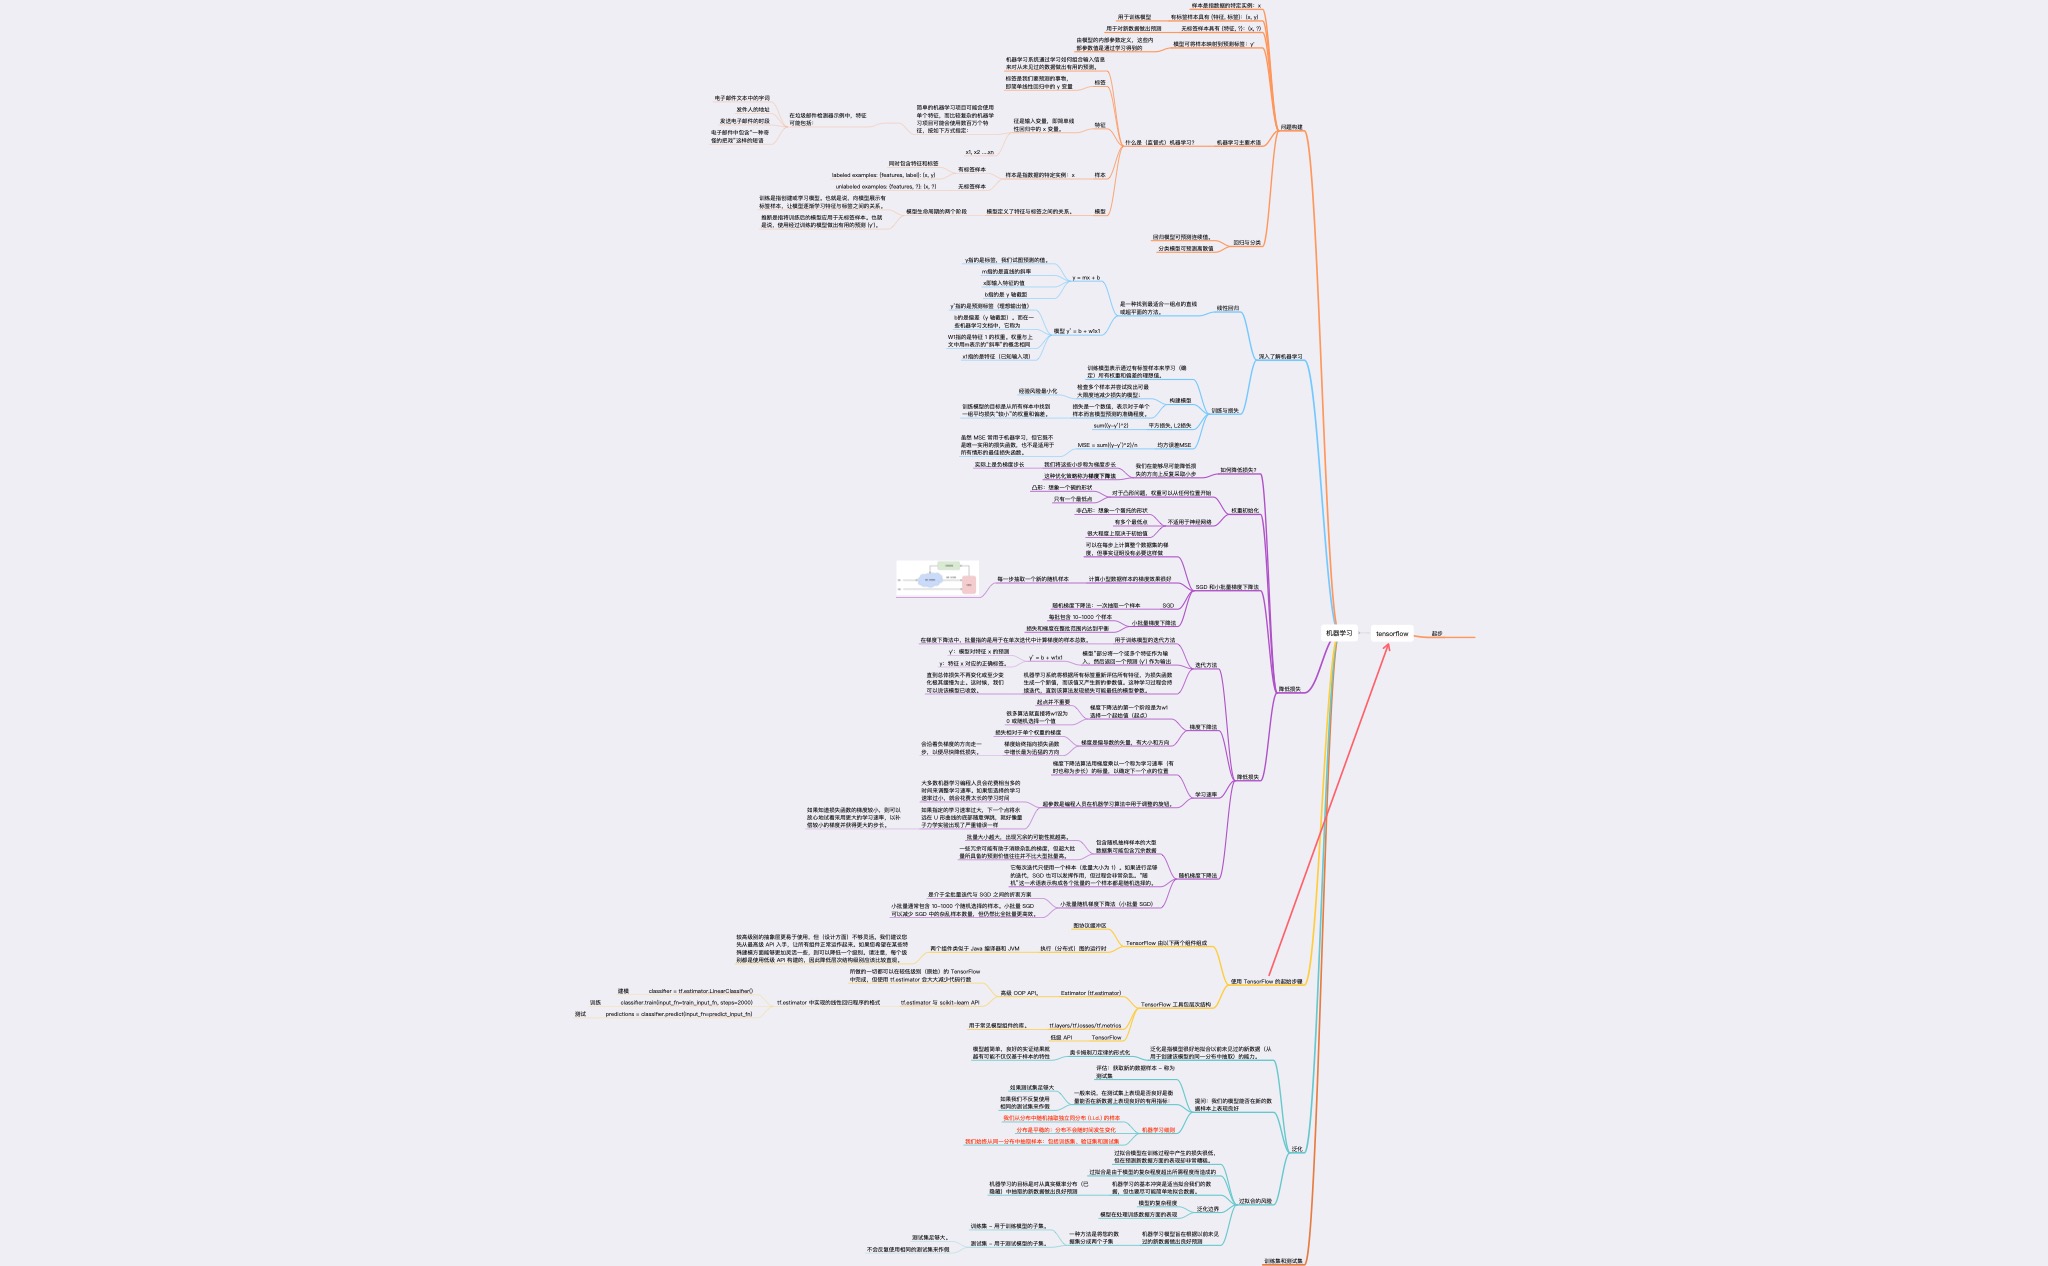 样本是指数据的特定实例：x
用于训练模型
有标签样本具有 {特征, 标签}：(x, y)
用于对新数据做出预测
无标签样本具有 {特征, ?}：(x, ?)
由模型的内部参数定义，这些内
部参数值是通过学习得到的
模型可将样本映射到预测标签：y'
问题构建
机器学习系统通过学习如何组合输入信息
来对从未见过的数据做出有用的预测。
标签是我们要预测的事物，
即简单线性回归中的 y 变量
标签
电子邮件文本中的字词
发件人的地址
发送电子邮件的时段
电子邮件中包含“一种奇
怪的把戏”这样的短语
在垃圾邮件检测器示例中，特征
可能包括：
简单的机器学习项目可能会使用
单个特征，而比较复杂的机器学
习项目可能会使用数百万个特
征，按如下方式指定：
x1, x2 ....xn
征是输入变量，即简单线
性回归中的 x 变量。
特征
什么是（监督式）机器学习？
机器学习主要术语
同时包含特征和标签
labeled examples: {features, label}: (x, y)
有标签样本
unlabeled examples: {features, ?}: (x, ?)
无标签样本
样本是指数据的特定实例：x
样本
训练是指创建或学习模型。也就是说，向模型展示有
标签样本，让模型逐渐学习特征与标签之间的关系。
推断是指将训练后的模型应用于无标签样本。也就
是说，使用经过训练的模型做出有用的预测 (y')。
模型生命周期的两个阶段
模型定义了特征与标签之间的关系。
模型
回归模型可预测连续值。
分类模型可预测离散值
回归与分类
y指的是标签，我们试图预测的值。
m指的是直线的斜率
x即输入特征的值
b指的是 y 轴截距
y = mx + b
y'指的是预测标签（理想输出值）
b的是偏差（y 轴截距）。而在一
些机器学习文档中，它称为
W1指的是特征 1 的权重。权重与上
文中用m表示的“斜率”的概念相同
x1指的是特征（已知输入项）
模型 y' = b + w1x1
是一种找到最适合一组点的直线
或超平面的方法。
线性回归
深入了解机器学习
训练模型表示通过有标签样本来学习（确
定）所有权重和偏差的理想值。
经验风险最小化
检查多个样本并尝试找出可最
大限度地减少损失的模型；
训练模型的目标是从所有样本中找到
一组平均损失“较小”的权重和偏差。
损失是一个数值，表示对于单个
样本而言模型预测的准确程度。
构建模型
训练与损失
sum((y-y')^2)
平方损失, L2损失
虽然 MSE 常用于机器学习，但它既不
是唯一实用的损失函数，也不是适用于
所有情形的最佳损失函数。
MSE = sum((y-y')^2)/n
均方误差MSE
实际上是负梯度步长
我们将这些小步称为梯度步长
这种优化策略称为梯度下降法
我们在能够尽可能降低损
失的方向上反复采取小步
如何降低损失?
凸形：想象一个碗的形状
只有一个最低点
对于凸形问题，权重可以从任何位置开始
非凸形：想象一个蛋托的形状
有多个最低点
很大程度上取决于初始值
不适用于神经网络
权重初始化
可以在每步上计算整个数据集的梯
度，但事实证明没有必要这样做
每一步抽取一个新的随机样本
计算小型数据样本的梯度效果很好
SGD 和小批量梯度下降法
随机梯度下降法：一次抽取一个样本
SGD
每批包含 10-1000 个样本
损失和梯度在整批范围内达到平衡
小批量梯度下降法
机器学习
tensorflow
起步
在梯度下降法中，批量指的是用于在单次迭代中计算梯度的样本总数。
用于训练模型的迭代方法
y'：模型对特征 x 的预测
y：特征 x 对应的正确标签。
y' = b + w1x1
模型"部分将一个或多个特征作为输
入，然后返回一个预测 (y') 作为输出
迭代方法
直到总体损失不再变化或至少变
化极其缓慢为止。这时候，我们
可以说该模型已收敛。
机器学习系统将根据所有标签重新评估所有特征，为损失函数
生成一个新值，而该值又产生新的参数值。这种学习过程会持
续迭代，直到该算法发现损失可能最低的模型参数。
降低损失
起点并不重要
很多算法就直接将w1设为
0 或随机选择一个值
梯度下降法的第一个阶段是为w1
选择一个起始值（起点）
梯度下降法
损失相对于单个权重的梯度
会沿着负梯度的方向走一
步，以便尽快降低损失。
梯度始终指向损失函数
中增长最为迅猛的方向
梯度是偏导数的矢量，有大小和方向
梯度下降法算法用梯度乘以一个称为学习速率（有
时也称为步长）的标量，以确定下一个点的位置
降低损失
大多数机器学习编程人员会花费相当多的
时间来调整学习速率。如果您选择的学习
速率过小，就会花费太长的学习时间
学习速率
超参数是编程人员在机器学习算法中用于调整的旋钮。
如果知道损失函数的梯度较小，则可以
放心地试着采用更大的学习速率，以补
偿较小的梯度并获得更大的步长。
如果指定的学习速率过大，下一个点将永
远在 U 形曲线的底部随意弹跳，就好像量
子力学实验出现了严重错误一样
批量大小越大，出现冗余的可能性就越高。
一些冗余可能有助于消除杂乱的梯度，但超大批
量所具备的预测价值往往并不比大型批量高。
包含随机抽样样本的大型
数据集可能包含冗余数据
它每次迭代只使用一个样本（批量大小为 1）。如果进行足够
的迭代，SGD 也可以发挥作用，但过程会非常杂乱。“随
机”这一术语表示构成各个批量的一个样本都是随机选择的。
随机梯度下降法
是介于全批量迭代与 SGD 之间的折衷方案
小批量通常包含 10-1000 个随机选择的样本。小批量 SGD
可以减少 SGD 中的杂乱样本数量，但仍然比全批量更高效。
小批量随机梯度下降法（小批量 SGD）
图协议缓冲区
较高级别的抽象层更易于使用，但（设计方面）不够灵活。我们建议您
先从最高级 API 入手，让所有组件正常运作起来。如果您希望在某些特
殊建模方面能够更加灵活一些，则可以降低一个级别。请注意，每个级
别都是使用低级 API 构建的，因此降低层次结构级别应该比较直观。
两个组件类似于 Java 编译器和 JVM
执行（分布式）图的运行时
TensorFlow 由以下两个组件组成
使用 TensorFlow 的起始步骤
所做的一切都可以在较低级别（原始）的 TensorFlow
中完成，但使用 tf.estimator 会大大减少代码行数
高级 OOP API。
Estimator (tf.estimator)
建模
classifier = tf.estimator.LinearClassifier()
训练
classifier.train(input_fn=train_input_fn, steps=2000)
测试
predictions = classifier.predict(input_fn=predict_input_fn)
tf.estimator 中实现的线性回归程序的格式
tf.estimator 与 scikit-learn API
TensorFlow 工具包层次结构
用于常见模型组件的库。
tf.layers/tf.losses/tf.metrics
低级 API
TensorFlow
模型越简单，良好的实证结果就
越有可能不仅仅基于样本的特性
奥卡姆剃刀定律的形式化
泛化是指模型很好地拟合以前未见过的新数据（从
用于创建该模型的同一分布中抽取）的能力。
评估：获取新的数据样本 - 称为
测试集
如果测试集足够大
如果我们不反复使用
相同的测试集来作假
一般来说，在测试集上表现是否良好是衡
量能否在新数据上表现良好的有用指标：
提问：我们的模型能否在新的数
据样本上表现良好
我们从分布中随机抽取独立同分布 (i.i.d.) 的样本
分布是平稳的：分布不会随时间发生变化
我们始终从同一分布中抽取样本：包括训练集、验证集和测试集
机器学习细则
泛化
过拟合模型在训练过程中产生的损失很低，
但在预测新数据方面的表现却非常糟糕。
过拟合是由于模型的复杂程度超出所需程度而造成的
机器学习的目标是对从真实概率分布（已
隐藏）中抽取的新数据做出良好预测
机器学习的基本冲突是适当拟合我们的数
据，但也要尽可能简单地拟合数据。
模型的复杂程度
模型在处理训练数据方面的表现
泛化边界
过拟合的风险
训练集 - 用于训练模型的子集。
测试集足够大。
不会反复使用相同的测试集来作假
测试集 - 用于测试模型的子集。
一种方法是将您的数
据集分成两个子集
机器学习模型旨在根据以前未见
过的新数据做出良好预测
训练集和测试集